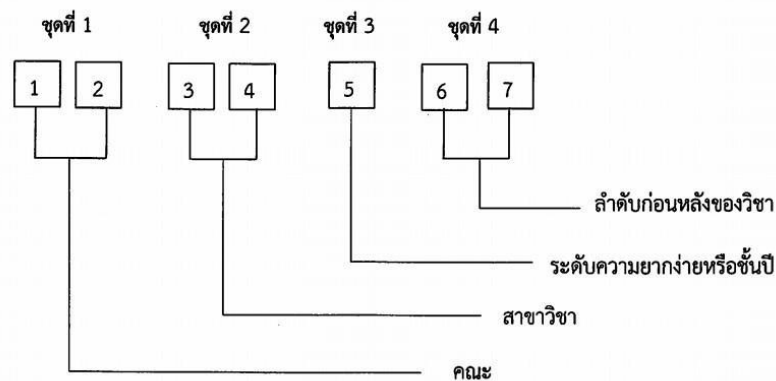 ชุดที่ 1 ชุดที่ 2 ชุดที่ 3 ชุดที่ 4
1 2 3 4 5 6 7
ลำดับก่อนหลังของวิชา
ระดับความยากง่ายหรือชั้นปี
สาขาวิชา
คณะ